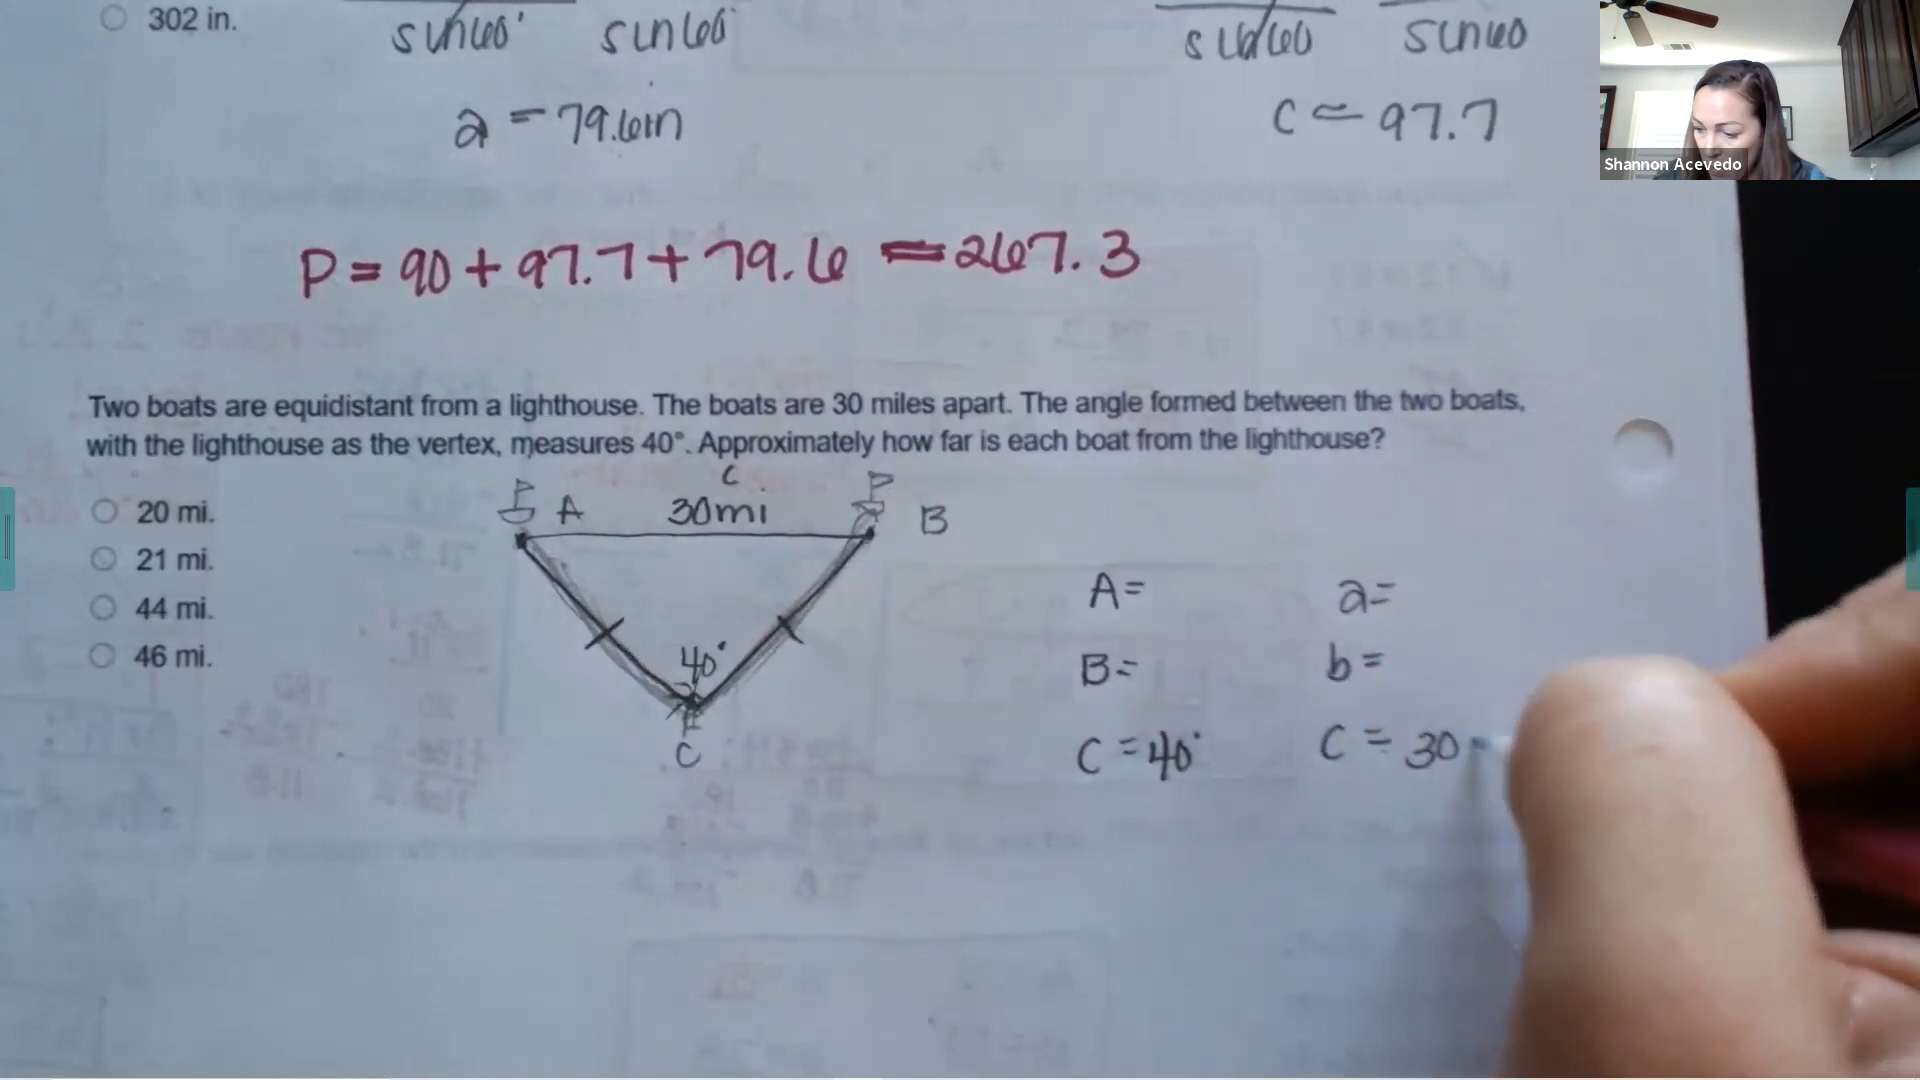 302 in.
sin60° sin60°
sin60 sin60
a = 79.6in
c = 97.7
Shannon Acevedo
P = 90 + 97.7 + 79.6 = 267.3
Two boats are equidistant from a lighthouse. The boats are 30 miles apart. The angle formed between the two boats,
with the lighthouse as the vertex, measures 40°. Approximately how far is each boat from the lighthouse?
20 mi.
21 mi.
44 mi.
46 mi.
c
A 30mi B
40°
C
A= a=
B= b=
C = 40° c = 30